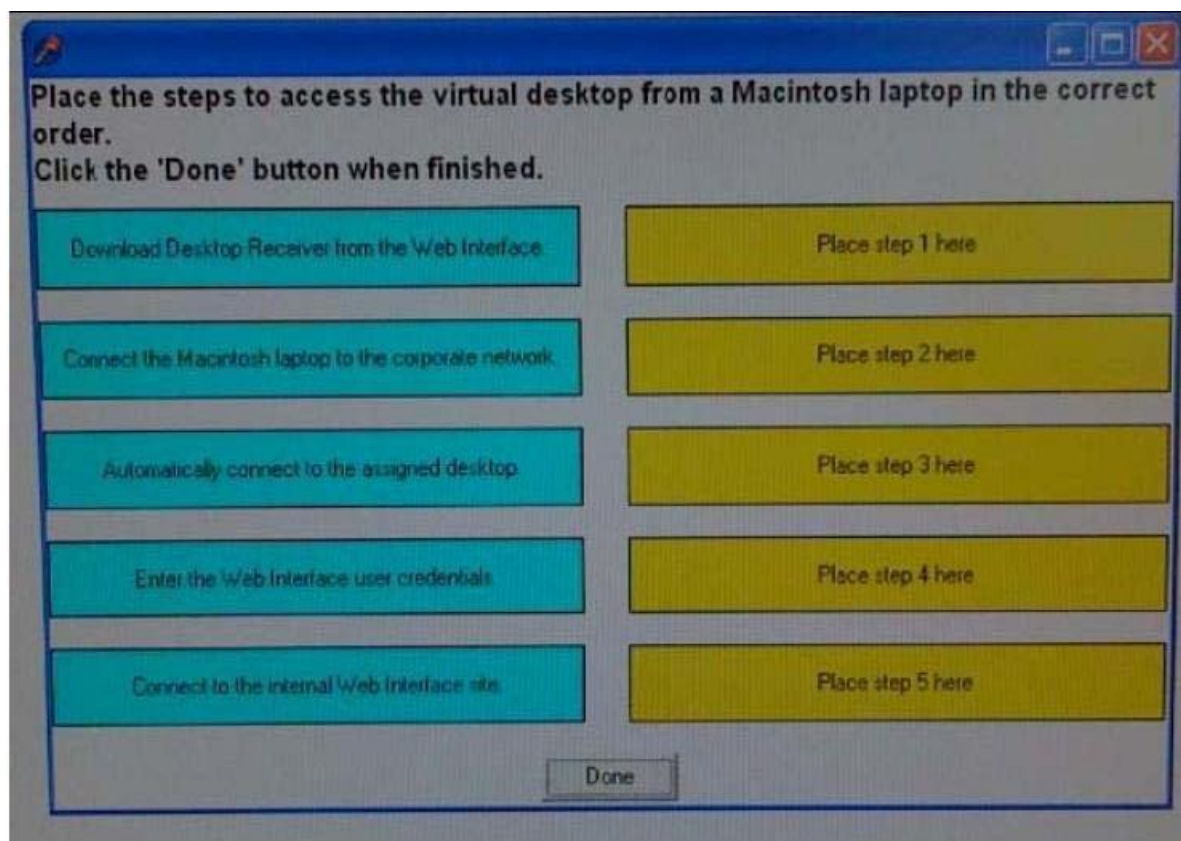 Place the steps to access the virtual desktop from a Macintosh laptop in the correct
order.
Click the 'Done' button when finished.
Download Desktop Receiver from the Web Interface.
Place step 1 here
Connect the Macintosh laptop to the corporate network.
Place step 2 here
Automatically connect to the assigned desktop.
Place step 3 here
Enter the Web Interface user credentials.
Place step 4 here
Connect to the internal Web Interface site.
Place step 5 here
Done